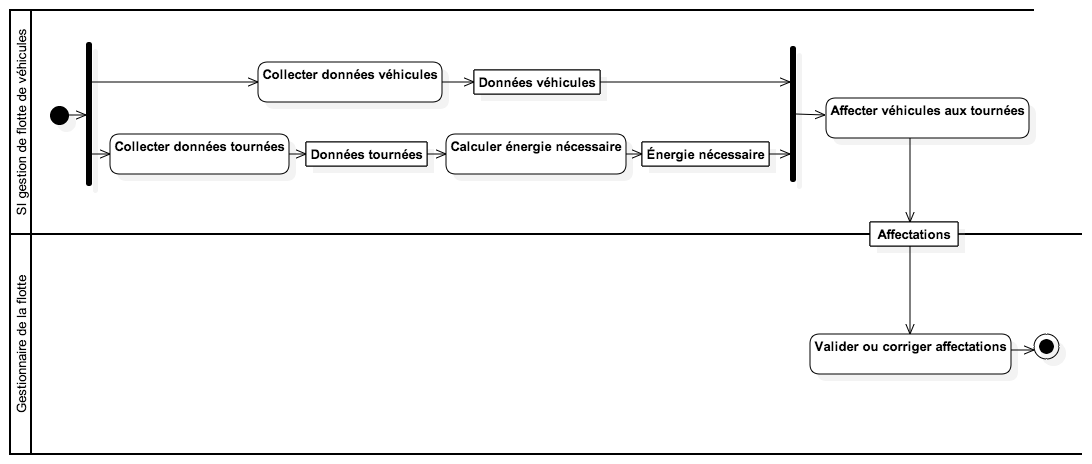 SI gestion de flotte de véhicules
Collecter données véhicules
Données véhicules
Collecter données tournées
Données tournées
Calculer énergie nécessaire
Énergie nécessaire
Affecter véhicules aux tournées
Affectations
Gestionnaire de la flotte
Valider ou corriger affectations